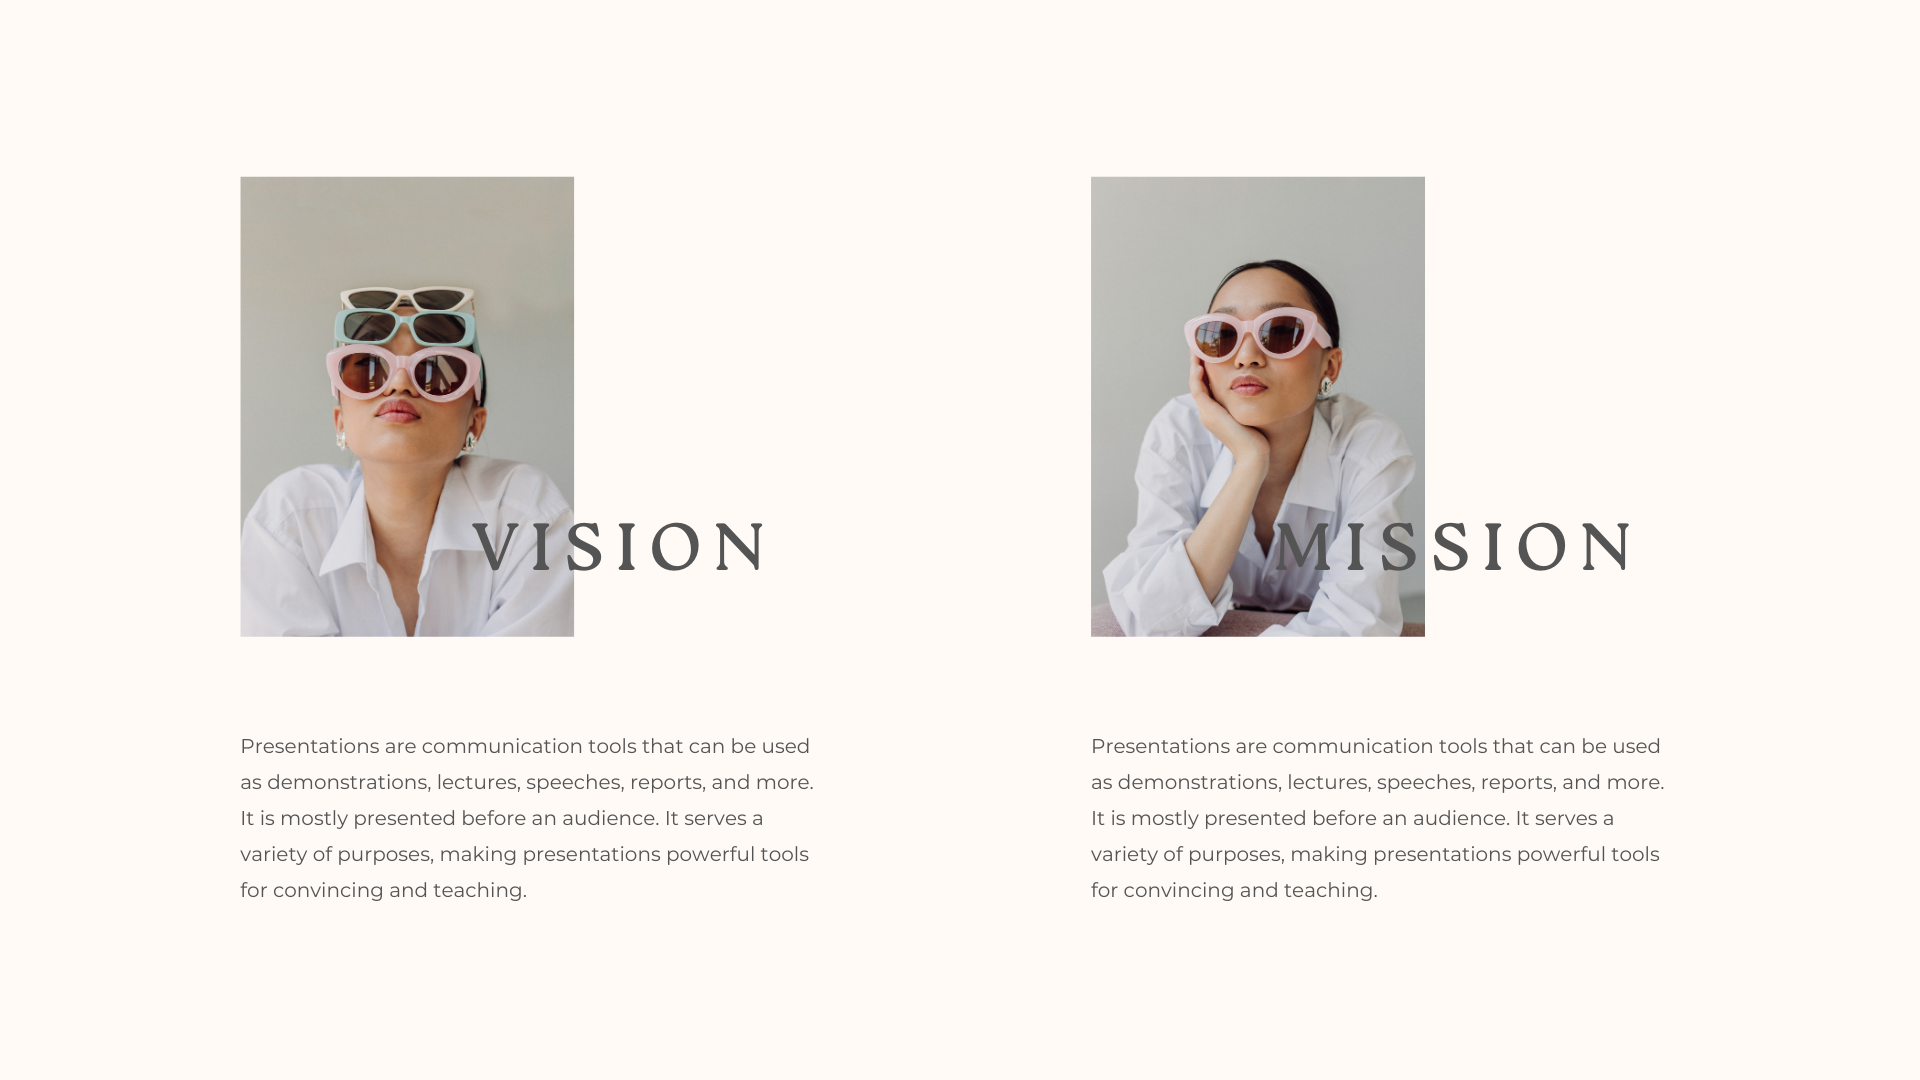 VISION
Presentations are communication tools that can be used
as demonstrations, lectures, speeches, reports, and more.
It is mostly presented before an audience. It serves a
variety of purposes, making presentations powerful tools
for convincing and teaching.
MISSION
Presentations are communication tools that can be used
as demonstrations, lectures, speeches, reports, and more.
It is mostly presented before an audience. It serves a
variety of purposes, making presentations powerful tools
for convincing and teaching.